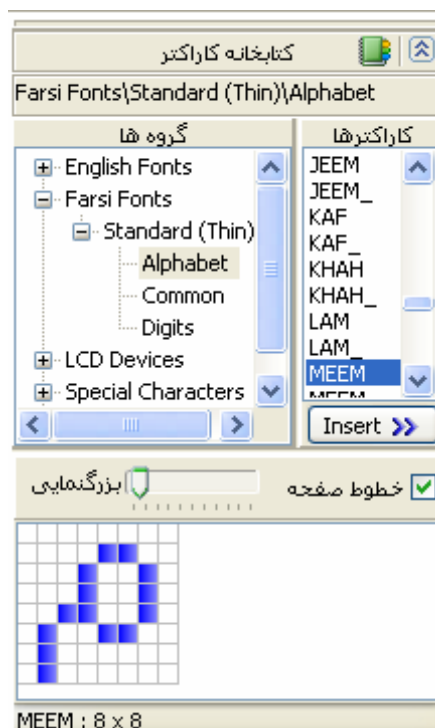 کتابخانه کاراکتر
Farsi Fonts\Standard (Thin)\Alphabet
گروه ها
English Fonts
Farsi Fonts
Standard (Thin)
Alphabet
Common
Digits
LCD Devices
Special Characters
کاراکترها
JEEM
JEEM_
KAF
KAF_
KHAH
KHAH_
LAM
LAM_
MEEM
Insert
بزرگنمایی
خطوط صفحه
MEEM : 8 x 8